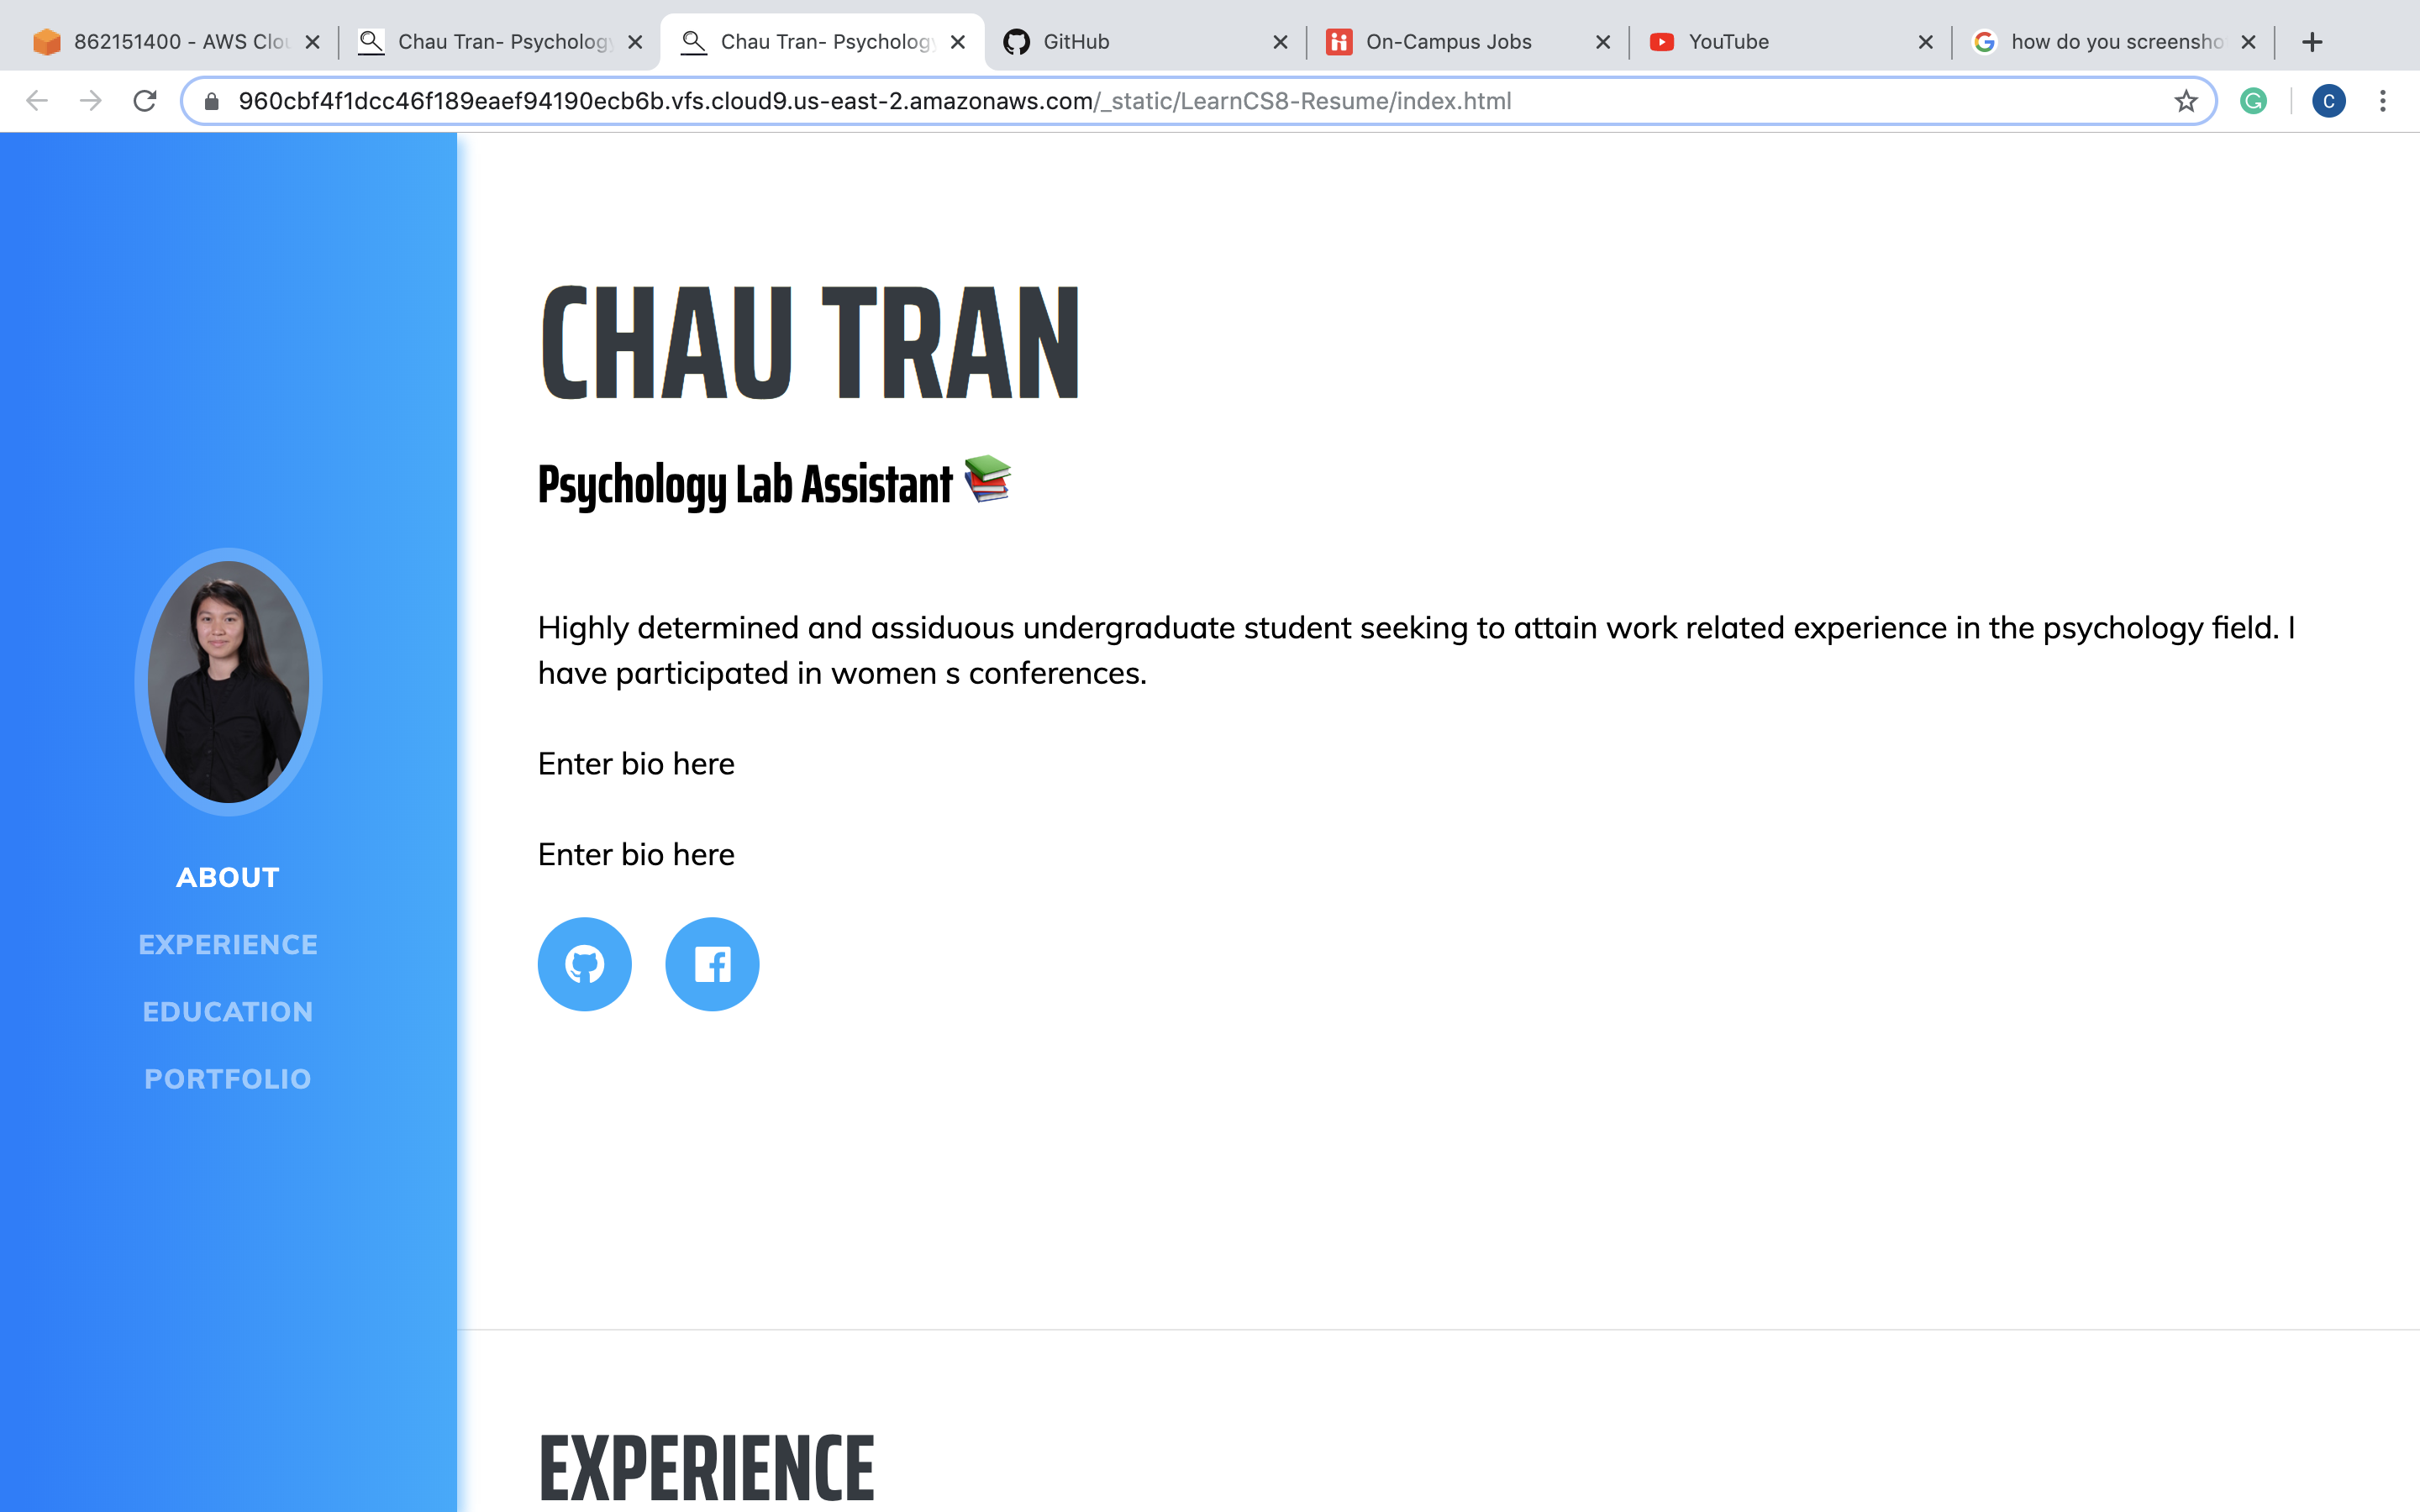 862151400 - AWS Clou
Chau Tran- Psycholog
Chau Tran- Psycholog
GitHub
On-Campus Jobs
YouTube
how do you screensho
960cbf4f1dcc46f189eaef94190ecb6b.vfs.cloud9.us-east-2.amazonaws.com/_static/LearnCS8-Resume/index.html
C
CHAU TRAN
Psychology Lab Assistant
Highly determined and assiduous undergraduate student seeking to attain work related experience in the psychology field. I
have participated in women s conferences.
Enter bio here
Enter bio here
ABOUT
EXPERIENCE
EDUCATION
PORTFOLIO
EXPERIENCE